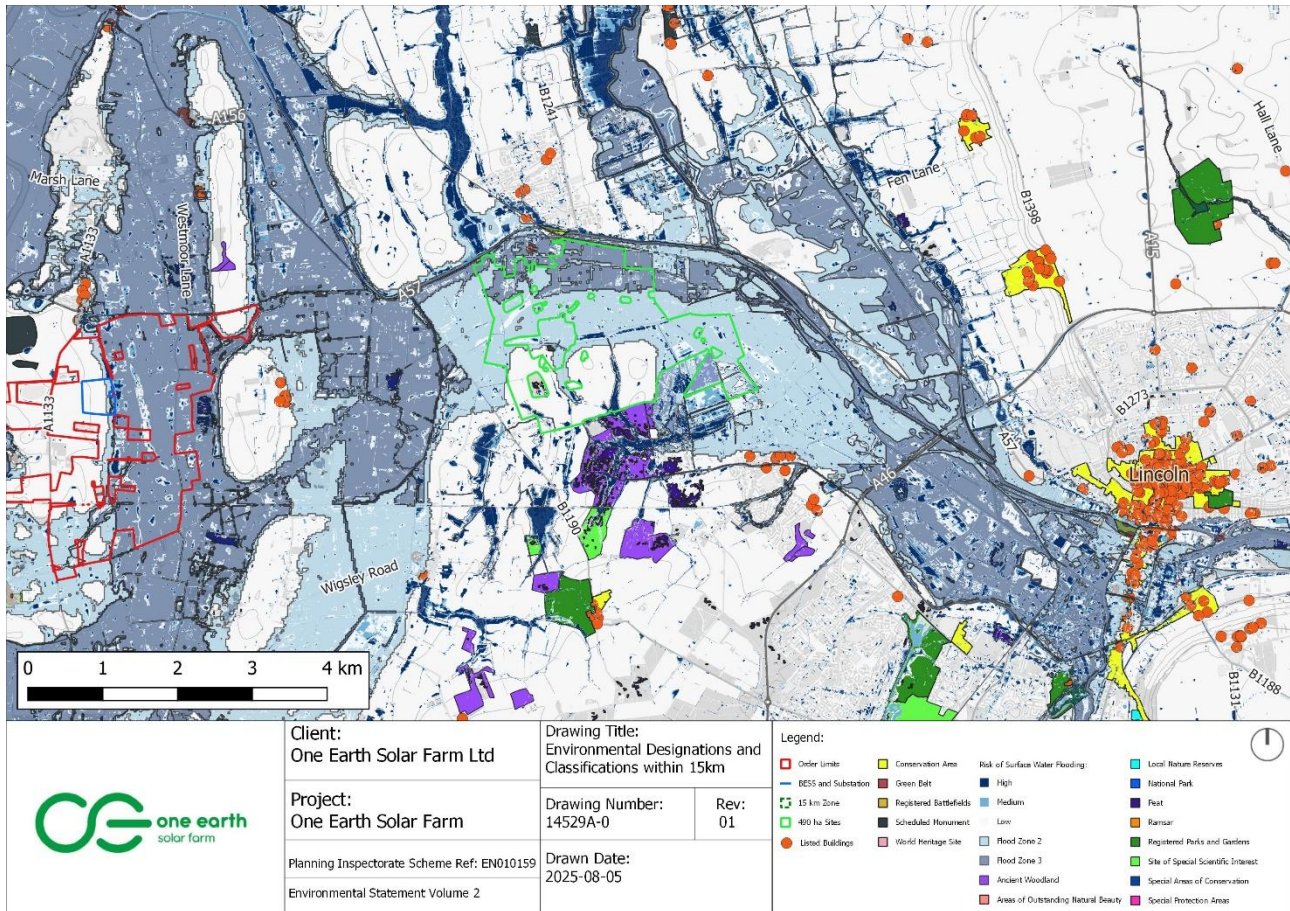 A156
B1241
Hall Lane
Fen Lane
Marsh Lane
Westmoor Lane
A1133
B1398
A15
A57
A1133
B1273
A57
Lincoln
A46
B1190
Wigsley Road
B1188
B1131
0 1 2 3 4 km
one earth
solar farm
Client:
One Earth Solar Farm Ltd
Project:
One Earth Solar Farm
Planning Inspectorate Scheme Ref: EN010159
Environmental Statement Volume 2
Drawing Title:
Environmental Designations and
Classifications within 15km
Drawing Number:
14529A-0
Rev:
01
Drawn Date:
2025-08-05
Legend:
Order Limits
BESS and Substation
15 km Zone
490 ha Sites
Listed Buildings
Conservation Area
Green Belt
Registered Battlefields
Scheduled Monument
World Heritage Site
Risk of Surface Water Flooding:
High
Medium
Low
Flood Zone 2
Flood Zone 3
Ancient Woodland
Areas of Outstanding Natural Beauty
Local Nature Reserves
National Park
Peat
Ramsar
Registered Parks and Gardens
Site of Special Scientific Interest
Special Areas of Conservation
Special Protection Areas